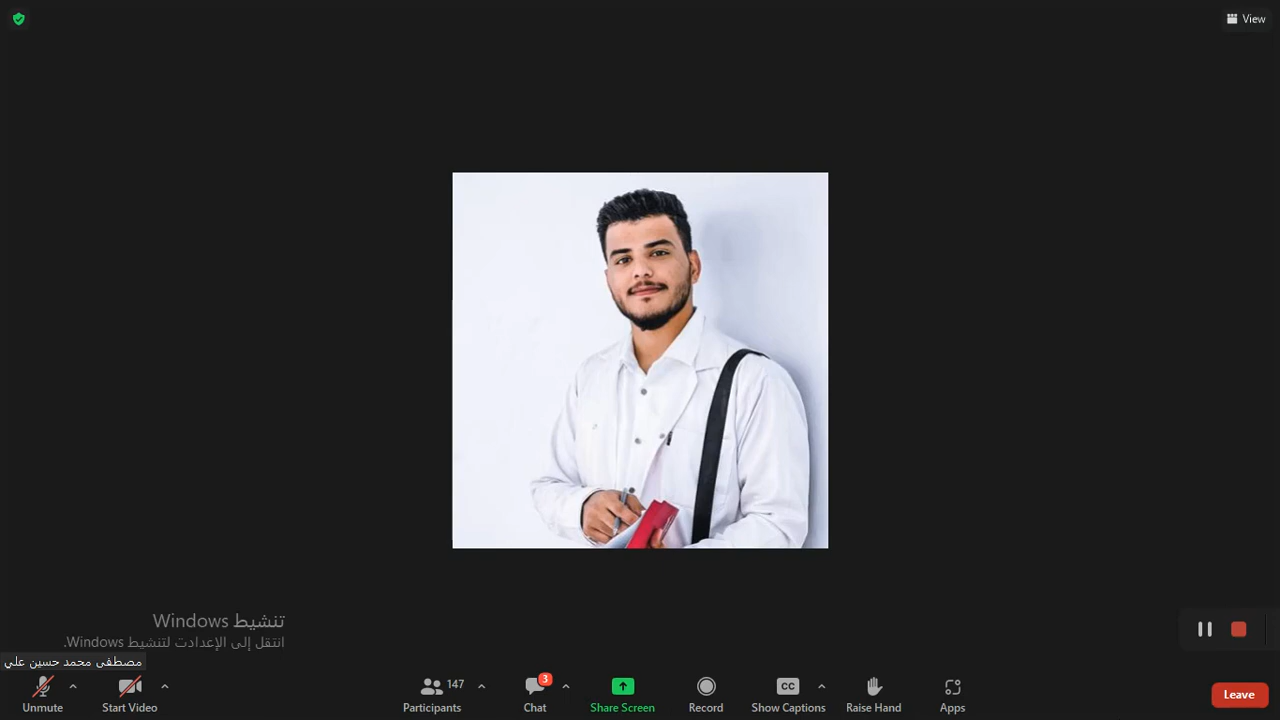 View
تنشيط Windows
انتقل إلى الإعدادت لتنشيط Windows.
مصطفى محمد حسين علي
Unmute
Start Video
147
Participants
3
Chat
Share Screen
Record
CC
Show Captions
Raise Hand
Apps
Leave